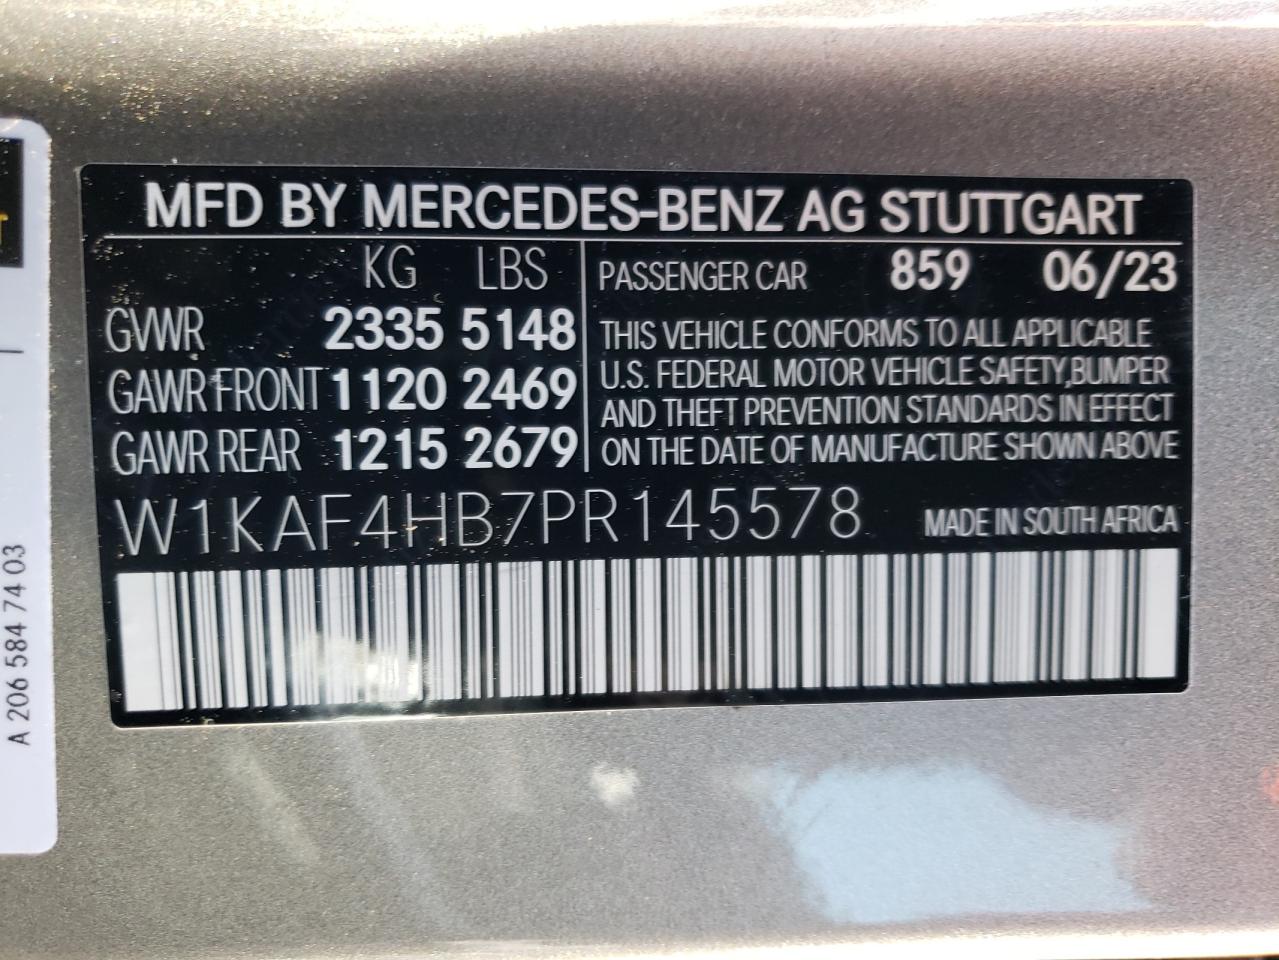 MFD BY MERCEDES-BENZ AG STUTTGART
KG LBS
GVWR 2335 5148
GAWR FRONT 1120 2469
GAWR REAR 1215 2679
PASSENGER CAR 859 06/23
THIS VEHICLE CONFORMS TO ALL APPLICABLE
U.S. FEDERAL MOTOR VEHICLE SAFETY,BUMPER
AND THEFT PREVENTION STANDARDS IN EFFECT
ON THE DATE OF MANUFACTURE SHOWN ABOVE
W1KAF4HB7PR145578 MADE IN SOUTH AFRICA
A 206 584 74 03